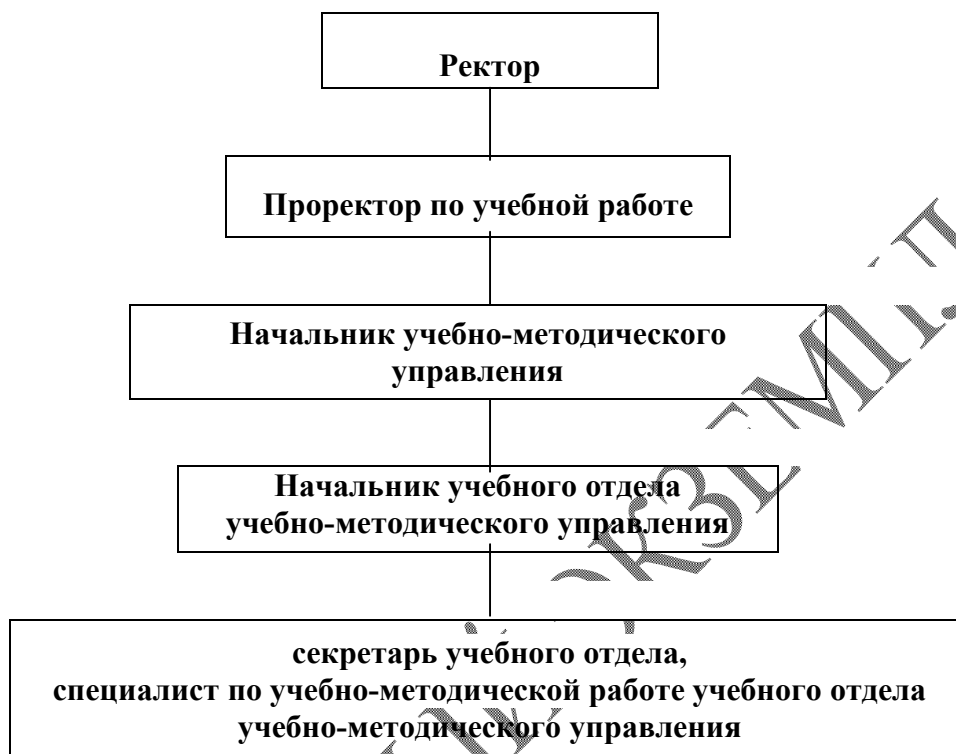 Ректор
Проректор по учебной работе
Начальник учебно-методического
управления
Начальник учебного отдела
учебно-методического управления
секретарь учебного отдела,
специалист по учебно-методической работе учебного отдела
учебно-методического управления